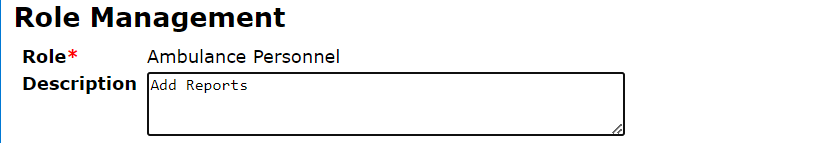 Role Management
Role* Ambulance Personnel
Description Add Reports